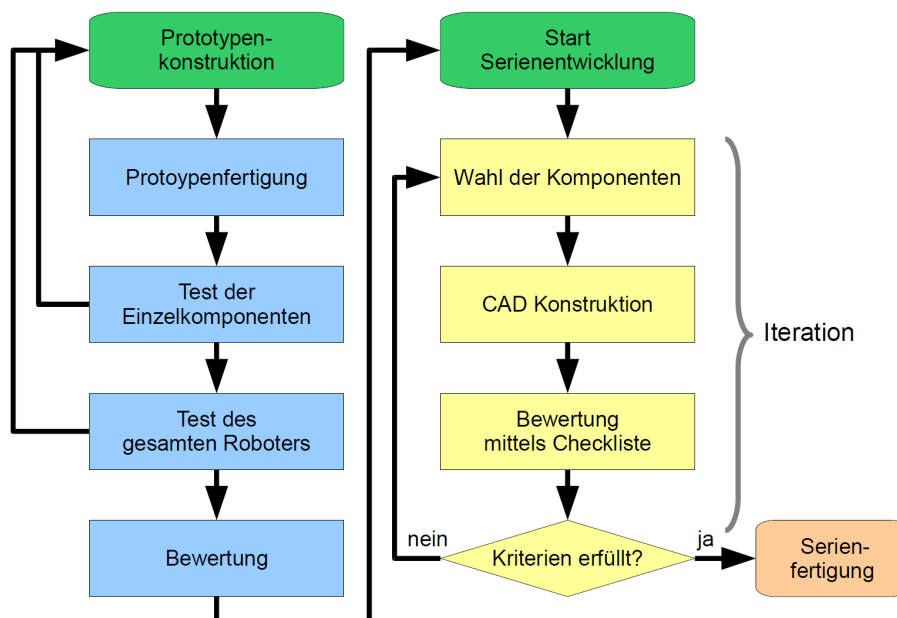 Prototypen-
konstruktion
Protoypenfertigung
Test der
Einzelkomponenten
Test des
gesamten Roboters
Bewertung
Start
Serienentwicklung
Wahl der Komponenten
CAD Konstruktion
Bewertung
mittels Checkliste
nein
Kriterien erfüllt?
ja
Iteration
Serien-
fertigung